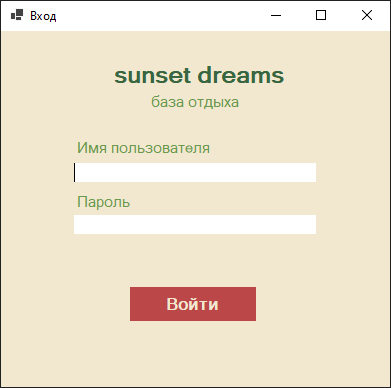 Вход
sunset dreams
база отдыха
Имя пользователя
Пароль
Войти